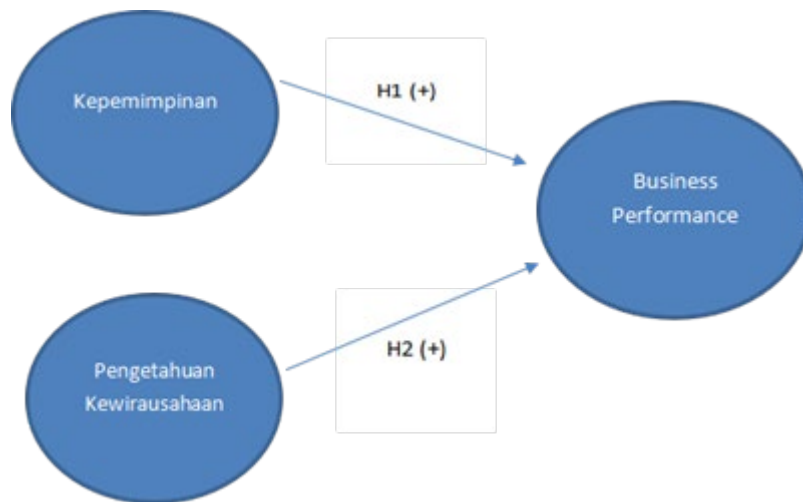 Kepemimpinan
H1 (+)
Business
Performance
H2 (+)
Pengetahuan
Kewirausahaan